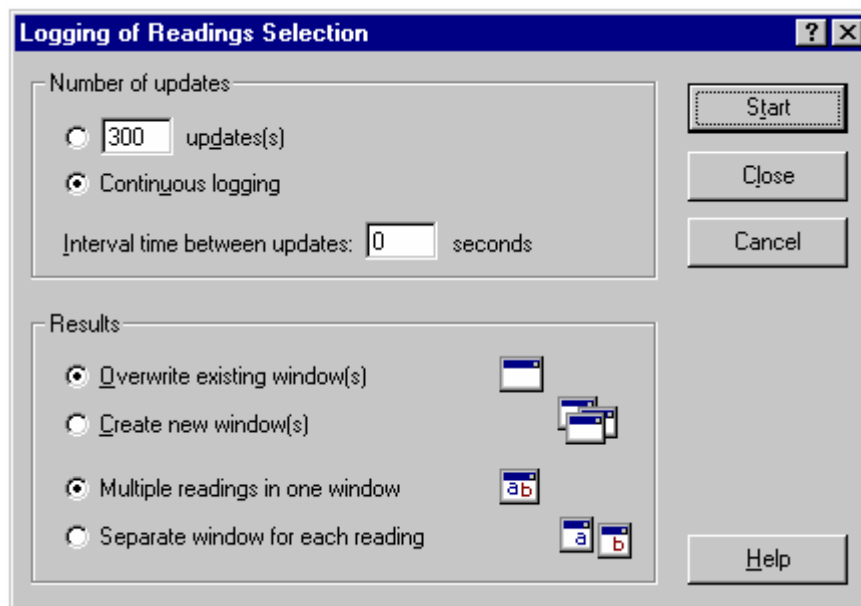 Logging of Readings Selection
Number of updates
300 updates(s)
Continuous logging
Interval time between updates: 0 seconds
Start
Close
Cancel
Results
Overwrite existing window(s)
Create new window(s)
Multiple readings in one window
ab
Separate window for each reading
a b
Help